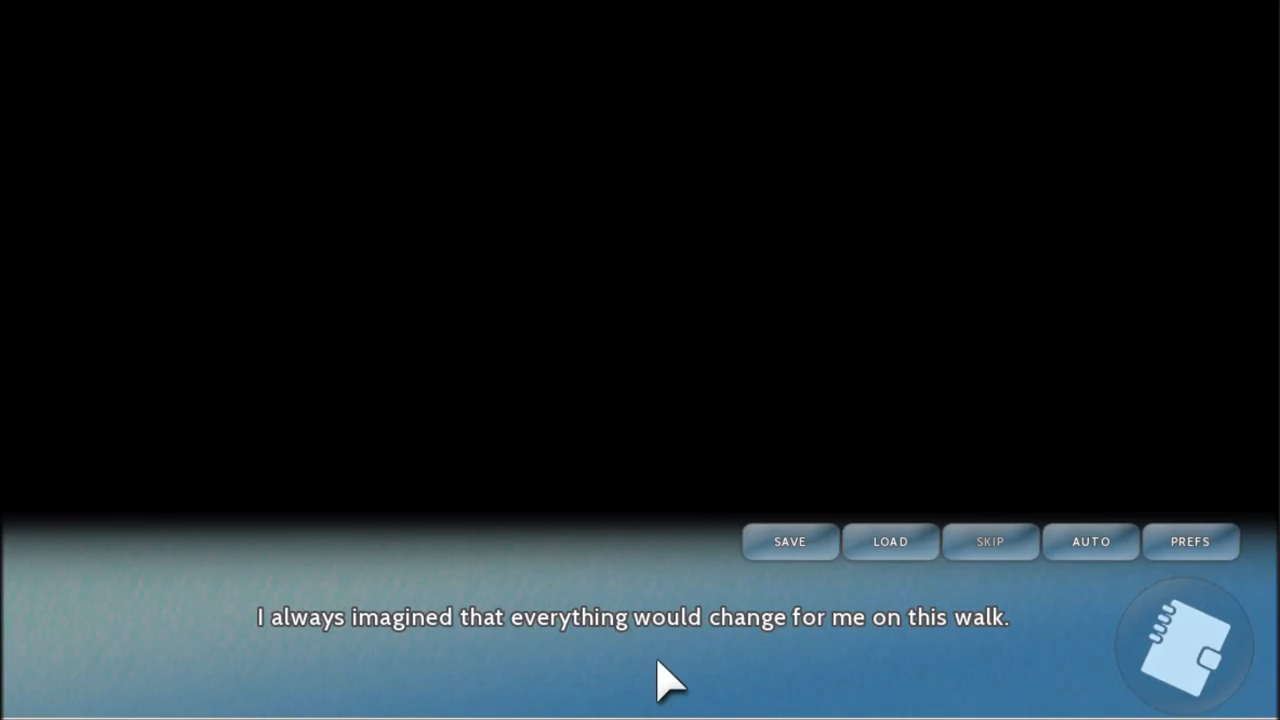 SAVE LOAD SKIP AUTO PREFS
I always imagined that everything would change for me on this walk.